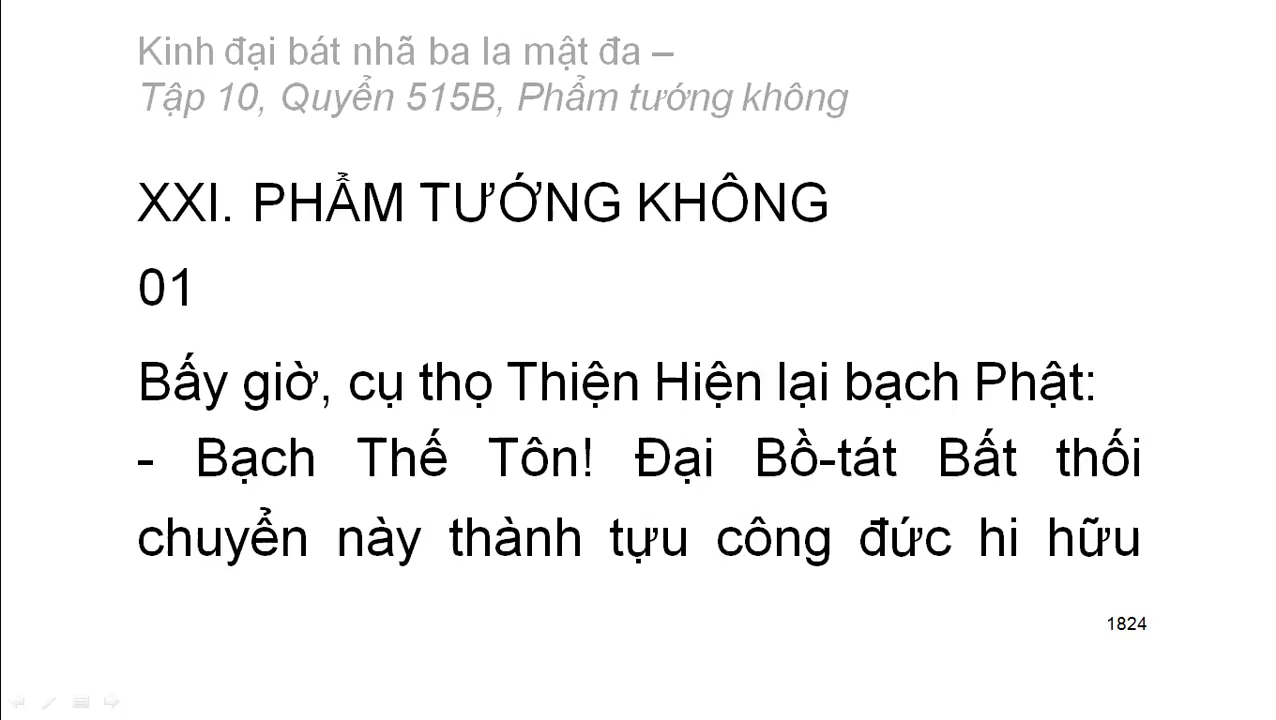 Kinh đại bát nhã ba la mật đa –
Tập 10, Quyển 515B, Phẩm tướng không
XXI. PHẨM TƯỚNG KHÔNG
01
Bấy giờ, cụ thọ Thiện Hiện lại bạch Phật:
- Bạch Thế Tôn! Đại Bồ-tát Bất thối
chuyển này thành tựu công đức hi hữu
1824